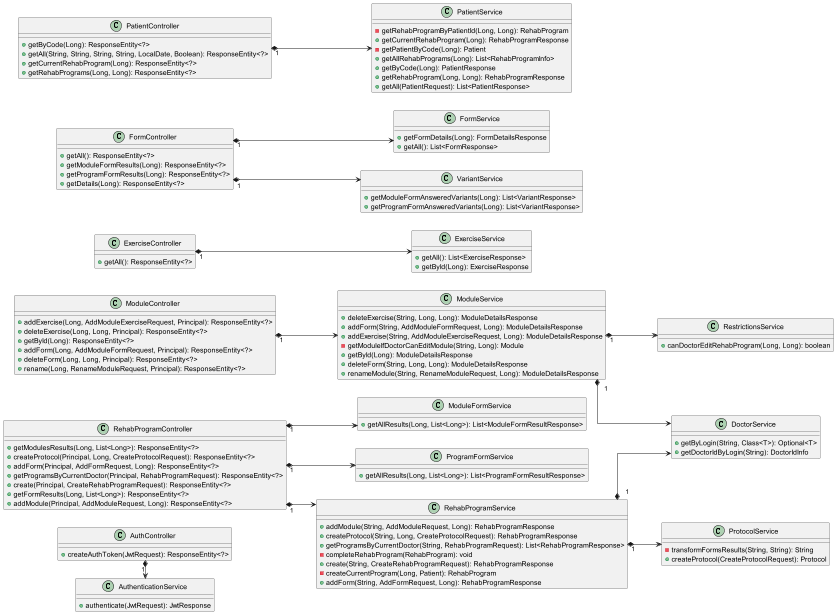 C PatientController
getByCode(Long): ResponseEntity<?>
getAll(String, String, String, String, LocalDate, Boolean): ResponseEntity<?>
getCurrentRehabProgram(Long): ResponseEntity<?>
getRehabPrograms(Long, Long): ResponseEntity<?>
1
C PatientService
getRehabProgramByPatientId(Long, Long): RehabProgram
getCurrentRehabProgram(Long): RehabProgramResponse
getPatientByCode(Long): Patient
getAllRehabPrograms(Long): List<RehabProgramInfo>
getByCode(Long): PatientResponse
getRehabProgram(Long, Long): RehabProgramResponse
getAll(PatientRequest): List<PatientResponse>
C FormController
getAll(): ResponseEntity<?>
getModuleFormResults(Long): ResponseEntity<?>
getProgramFormResults(Long): ResponseEntity<?>
getDetails(Long): ResponseEntity<?>
1
1
C FormService
getFormDetails(Long): FormDetailsResponse
getAll(): List<FormResponse>
C VariantService
getModuleFormAnsweredVariants(Long): List<VariantResponse>
getProgramFormAnsweredVariants(Long): List<VariantResponse>
C ExerciseController
getAll(): ResponseEntity<?>
1
C ExerciseService
getAll(): List<ExerciseResponse>
getById(Long): ExerciseResponse
C ModuleController
addExercise(Long, AddModuleExerciseRequest, Principal): ResponseEntity<?>
deleteExercise(Long, Long, Principal): ResponseEntity<?>
getById(Long): ResponseEntity<?>
addForm(Long, AddModuleFormRequest, Principal): ResponseEntity<?>
deleteForm(Long, Long, Principal): ResponseEntity<?>
rename(Long, RenameModuleRequest, Principal): ResponseEntity<?>
1
C ModuleService
deleteExercise(String, Long, Long): ModuleDetailsResponse
addForm(String, AddModuleFormRequest, Long): ModuleDetailsResponse
addExercise(String, AddModuleExerciseRequest, Long): ModuleDetailsResponse
getModuleIfDoctorCanEditModule(String, Long): Module
getById(Long): ModuleDetailsResponse
deleteForm(String, Long, Long): ModuleDetailsResponse
renameModule(String, RenameModuleRequest, Long): ModuleDetailsResponse
1
1
C RestrictionsService
canDoctorEditRehabProgram(Long, Long): boolean
C RehabProgramController
getModulesResults(Long, List<Long>): ResponseEntity<?>
createProtocol(Principal, Long, CreateProtocolRequest): ResponseEntity<?>
addForm(Principal, AddFormRequest, Long): ResponseEntity<?>
getProgramsByCurrentDoctor(Principal, RehabProgramRequest): ResponseEntity<?>
create(Principal, CreateRehabProgramRequest): ResponseEntity<?>
getFormResults(Long, List<Long>): ResponseEntity<?>
addModule(Principal, AddModuleRequest, Long): ResponseEntity<?>
1
1
1
C ModuleFormService
getAllResults(Long, List<Long>): List<ModuleFormResultResponse>
C DoctorService
getByLogin(String, Class<T>): Optional<T>
getDoctorIdByLogin(String): DoctorIdInfo
C ProgramFormService
getAllResults(Long, List<Long>): List<ProgramFormResultResponse>
1
C RehabProgramService
addModule(String, AddModuleRequest, Long): RehabProgramResponse
createProtocol(String, Long, CreateProtocolRequest): RehabProgramResponse
getProgramsByCurrentDoctor(String, RehabProgramRequest): List<RehabProgramResponse>
completeRehabProgram(RehabProgram): void
create(String, CreateRehabProgramRequest): RehabProgramResponse
createCurrentProgram(Long, Patient): RehabProgram
addForm(String, AddFormRequest, Long): RehabProgramResponse
1
C ProtocolService
transformFormsResults(String, String): String
createProtocol(CreateProtocolRequest): Protocol
C AuthController
createAuthToken(JwtRequest): ResponseEntity<?>
1
C AuthenticationService
authenticate(JwtRequest): JwtResponse